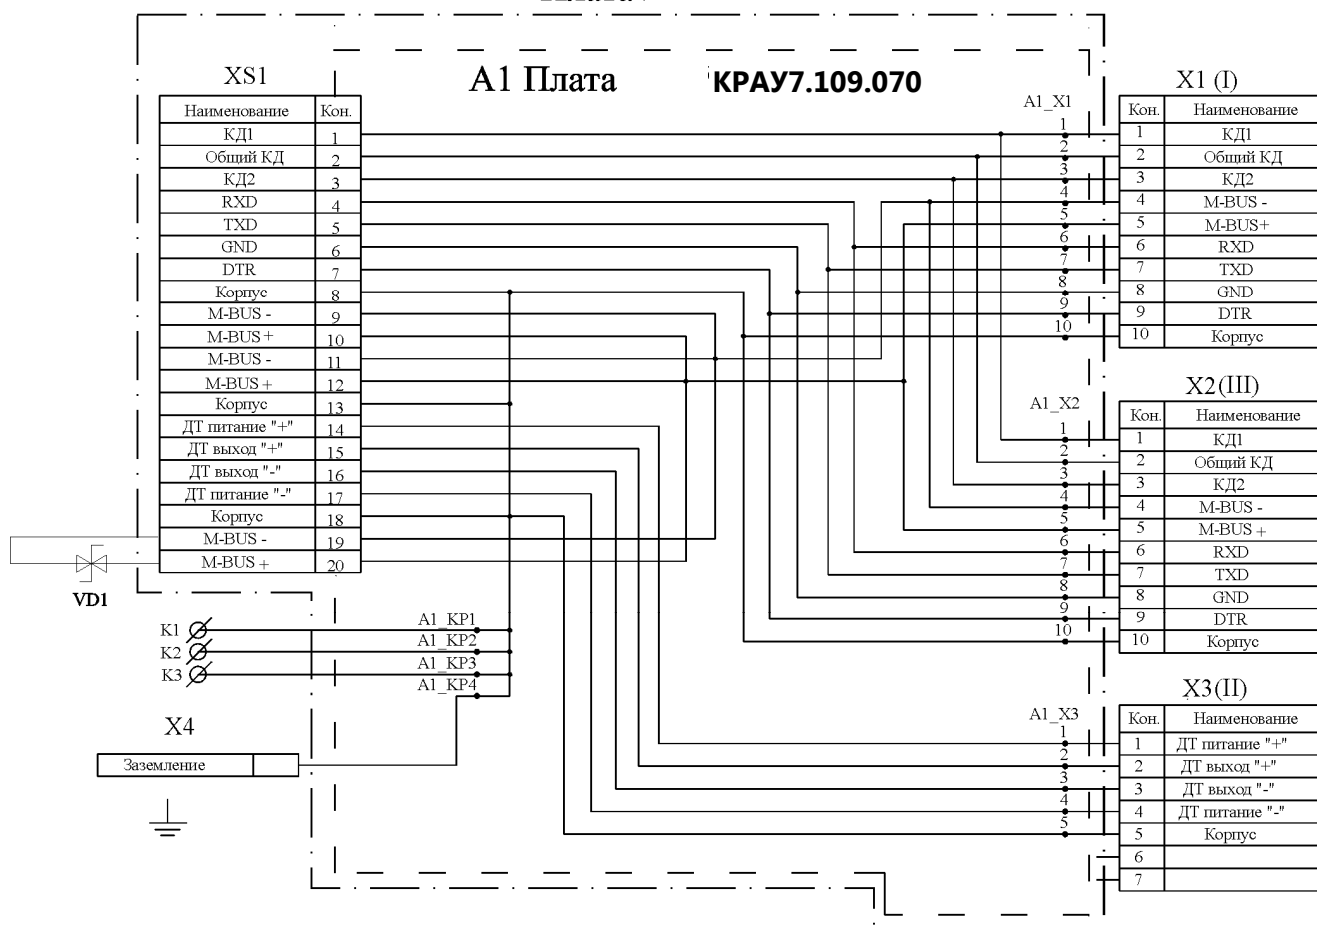 XS1
А1 Плата
КРАУ7.109.070
Наименование Кон.
КД1 1
Общий КД 2
КД2 3
RXD 4
TXD 5
GND 6
DTR 7
Корпус 8
M-BUS - 9
M-BUS + 10
M-BUS - 11
M-BUS + 12
Корпус 13
ДТ питание "+" 14
ДТ выход "+" 15
ДТ выход "-" 16
ДТ питание "-" 17
Корпус 18
M-BUS - 19
M-BUS + 20
VD1
K1
K2
K3
A1_KP1
A1_KP2
A1_KP3
A1_KP4
X4
Заземление
A1_X1
1
2
3
4
5
6
7
8
9
10
X1 (I)
Кон. Наименование
1 КД1
2 Общий КД
3 КД2
4 M-BUS -
5 M-BUS+
6 RXD
7 TXD
8 GND
9 DTR
10 Корпус
A1_X2
1
2
3
4
5
6
7
8
9
10
X2(III)
Кон. Наименование
1 КД1
2 Общий КД
3 КД2
4 M-BUS -
5 M-BUS +
6 RXD
7 TXD
8 GND
9 DTR
10 Корпус
A1_X3
1
2
3
4
5
X3(II)
Кон. Наименование
1 ДТ питание "+"
2 ДТ выход "+"
3 ДТ выход "-"
4 ДТ питание "-"
5 Корпус
6
7